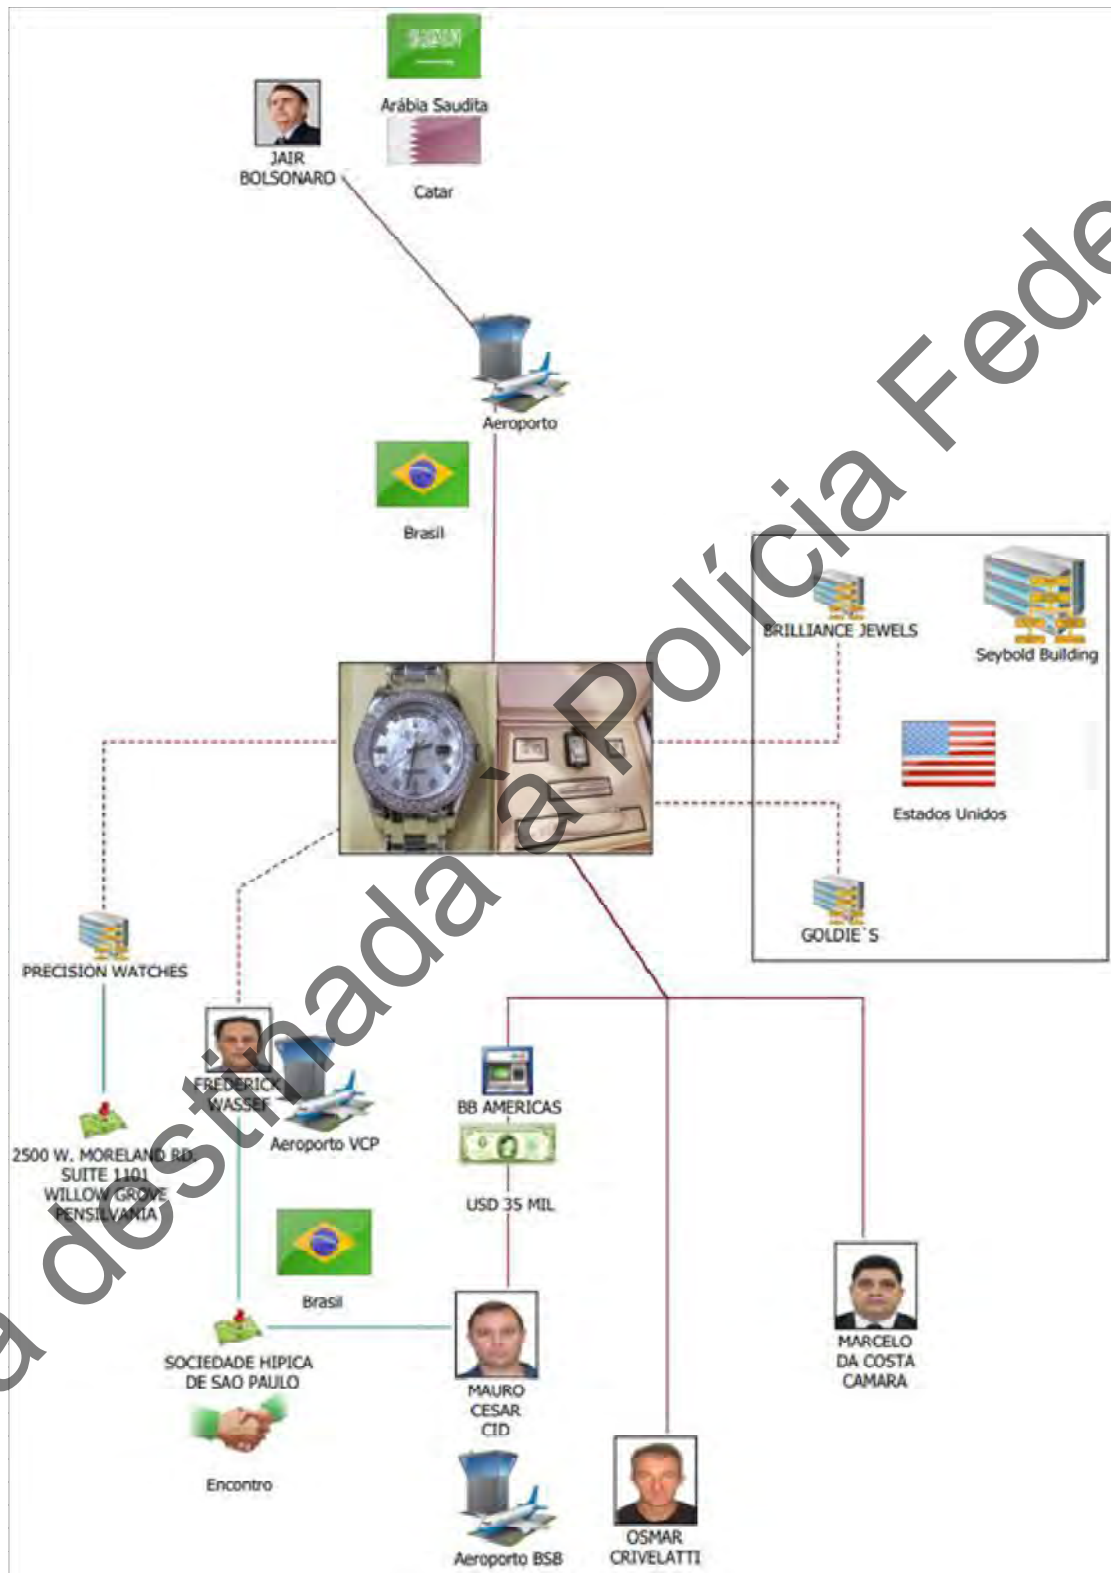 Arábia Saudita
JAIR
BOLSONARO
Catar
Aeroporto
Brasil
BRILLIANCE JEWELS
Seybold Building
Estados Unidos
GOLDIE`S
PRECISION WATCHES
FREDERICK
WASSEF
Aeroporto VCP
BB AMERICAS
2500 W. MORELAND RD.
SUITE 1101
WILLOW GROVE
PENSILVANIA
USD 35 MIL
Brasil
SOCIEDADE HIPICA
DE SAO PAULO
MAURO
CESAR
CID
MARCELO
DA COSTA
CAMARA
Encontro
Aeroporto BSB
OSMAR
CRIVELATTI
a destinada à Polícia Fede